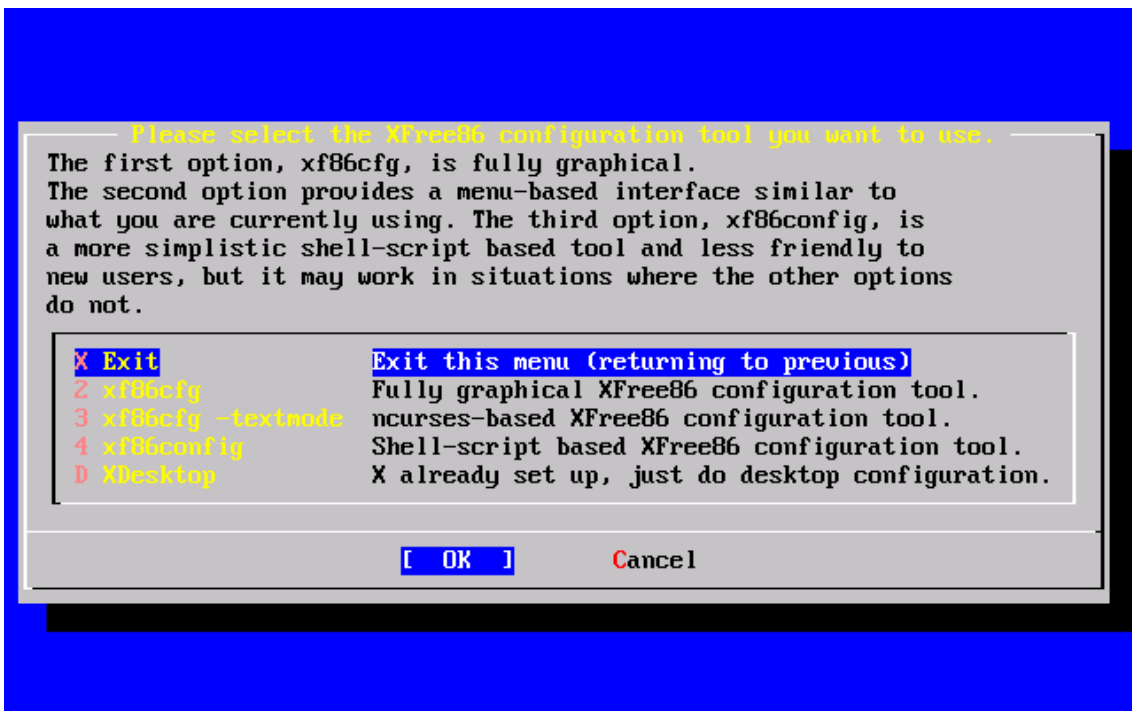 Please select the XFree86 configuration tool you want to use.
The first option, xf86cfg, is fully graphical.
The second option provides a menu-based interface similar to
what you are currently using. The third option, xf86config, is
a more simplistic shell-script based tool and less friendly to
new users, but it may work in situations where the other options
do not.
X Exit Exit this menu (returning to previous)
2 xf86cfg Fully graphical XFree86 configuration tool.
3 xf86cfg -textmode ncurses-based XFree86 configuration tool.
4 xf86config Shell-script based XFree86 configuration tool.
D XDesktop X already set up, just do desktop configuration.
[ OK ] Cancel